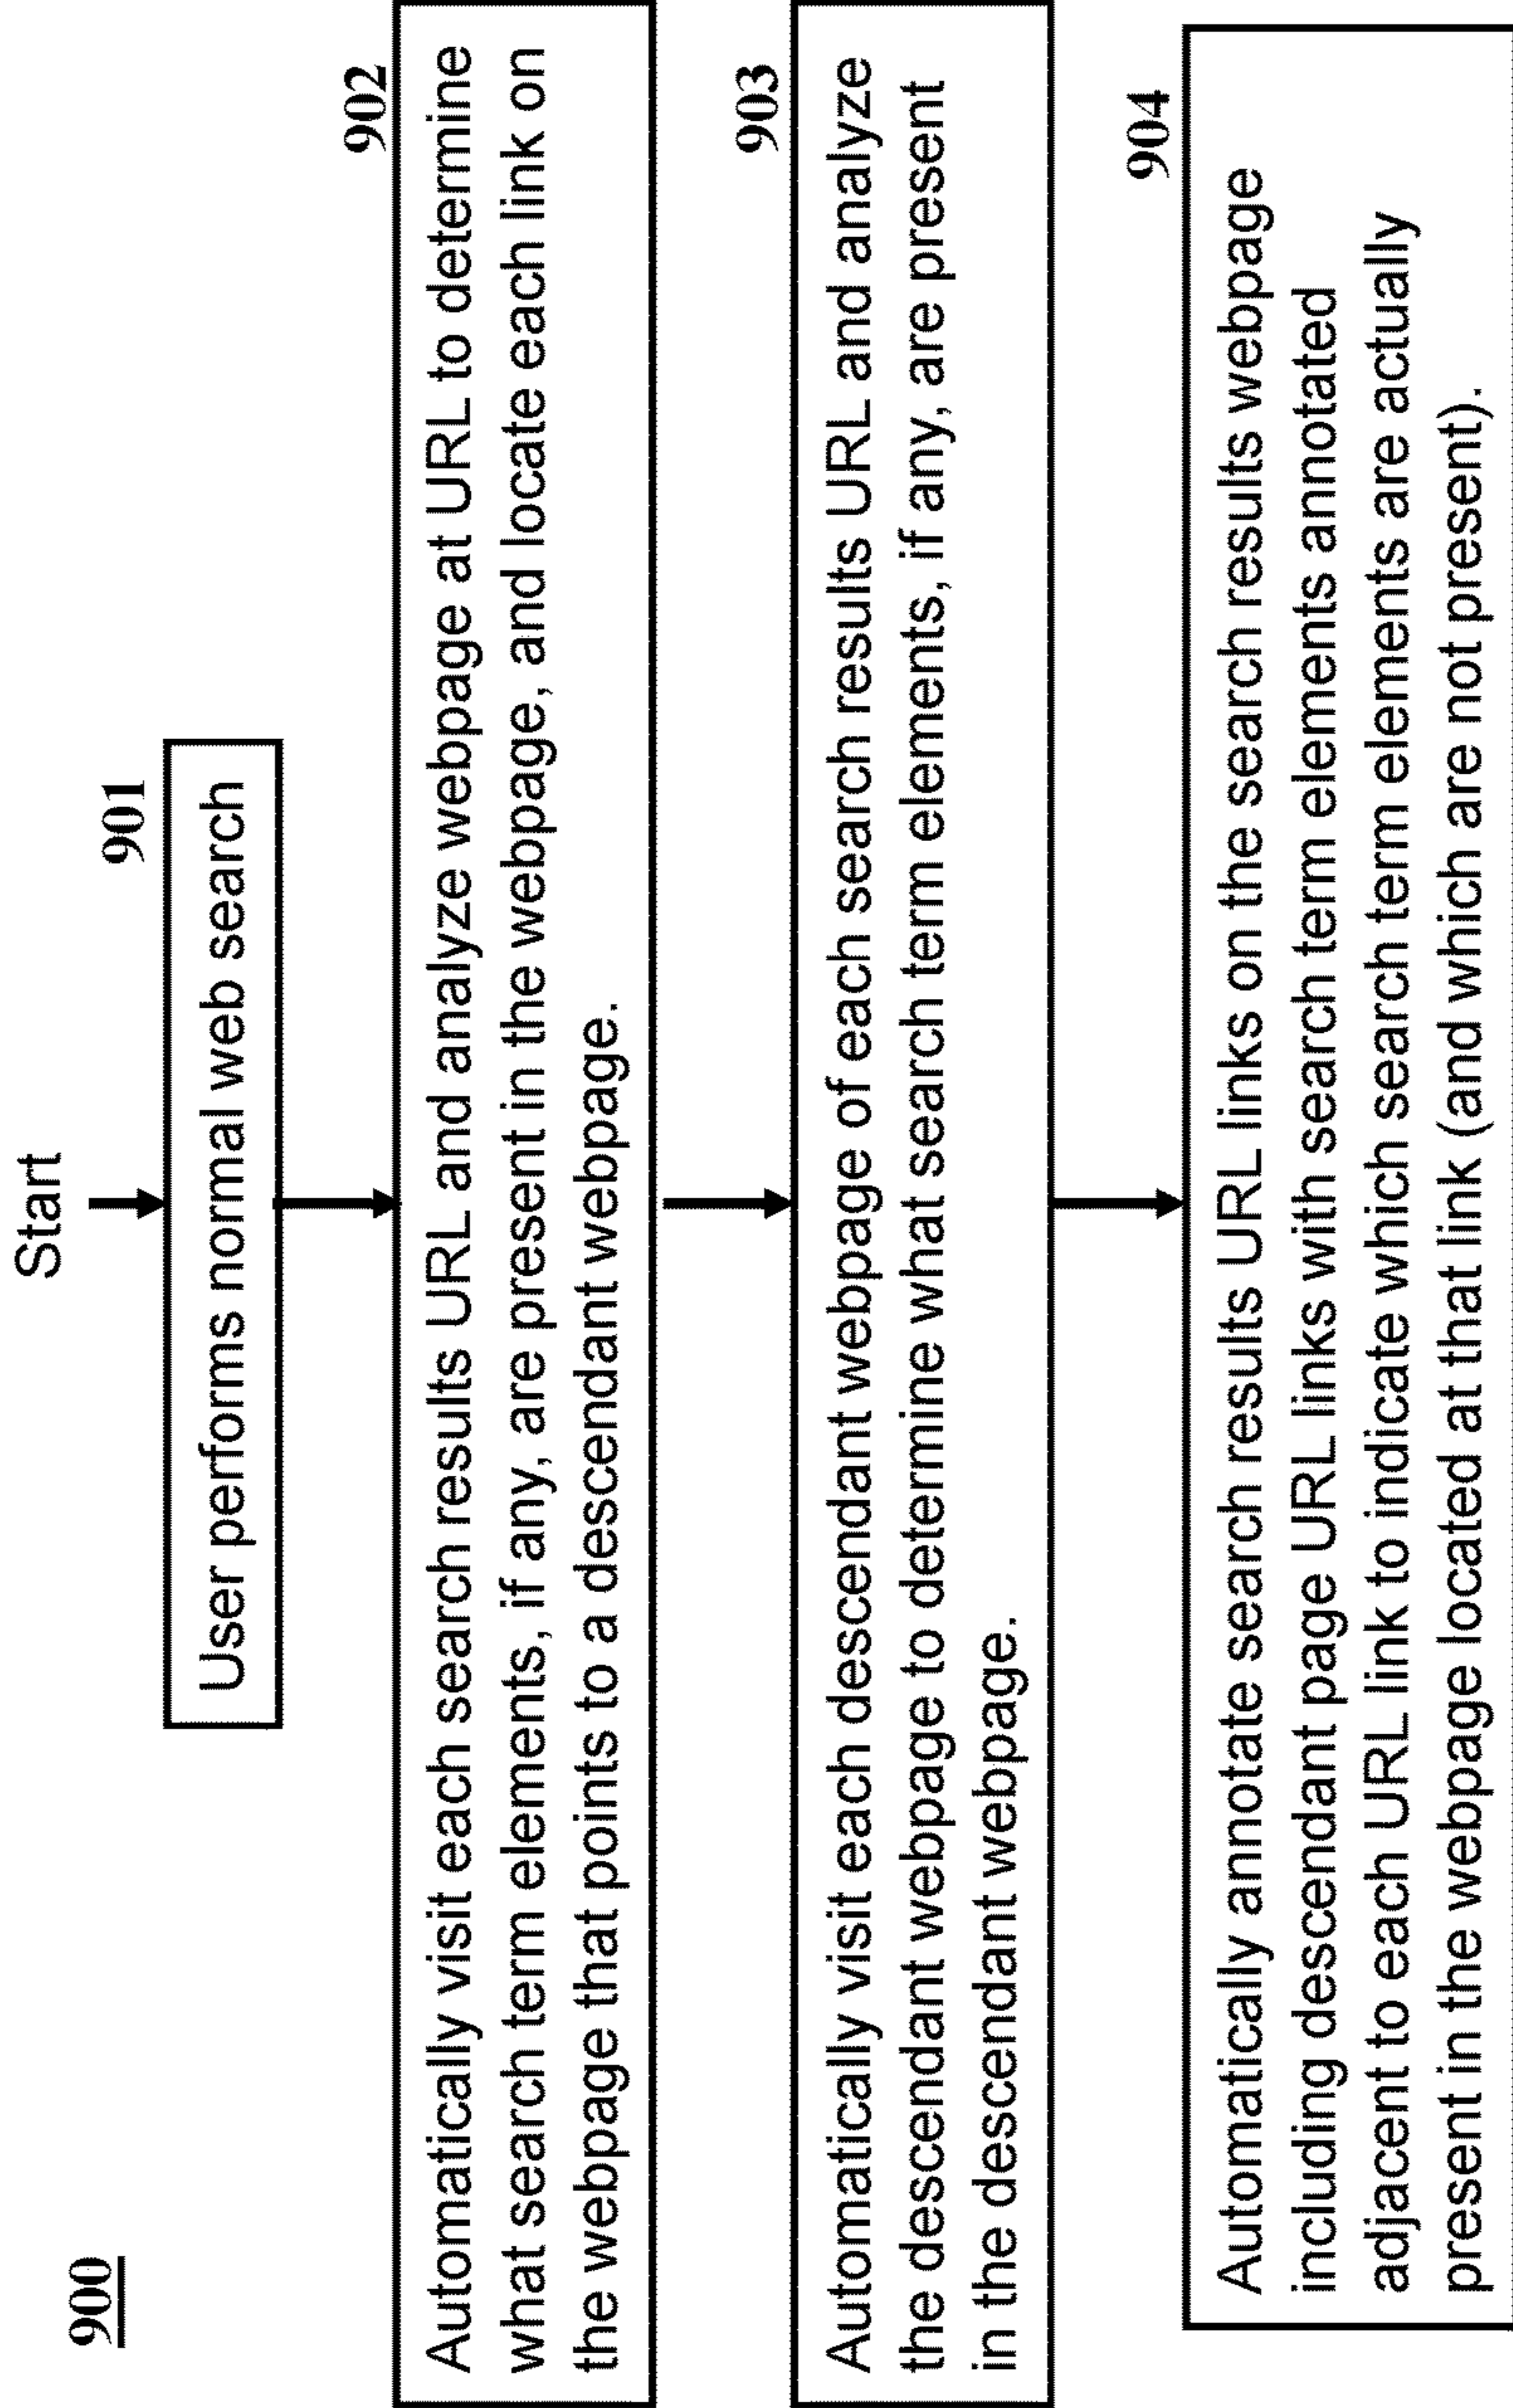 900
Start
901
User performs normal web search
902
Automatically visit each search results URL and analyze webpage at URL to determine
what search term elements, if any, are present in the webpage, and locate each link on
the webpage that points to a descendant webpage.
903
Automatically visit each descendant webpage of each search results URL and analyze
the descendant webpage to determine what search term elements, if any, are present
in the descendant webpage.
904
Automatically annotate search results URL links on the search results webpage
including descendant page URL links with search term elements annotated
adjacent to each URL link to indicate which search term elements are actually
present in the webpage located at that link (and which are not present).